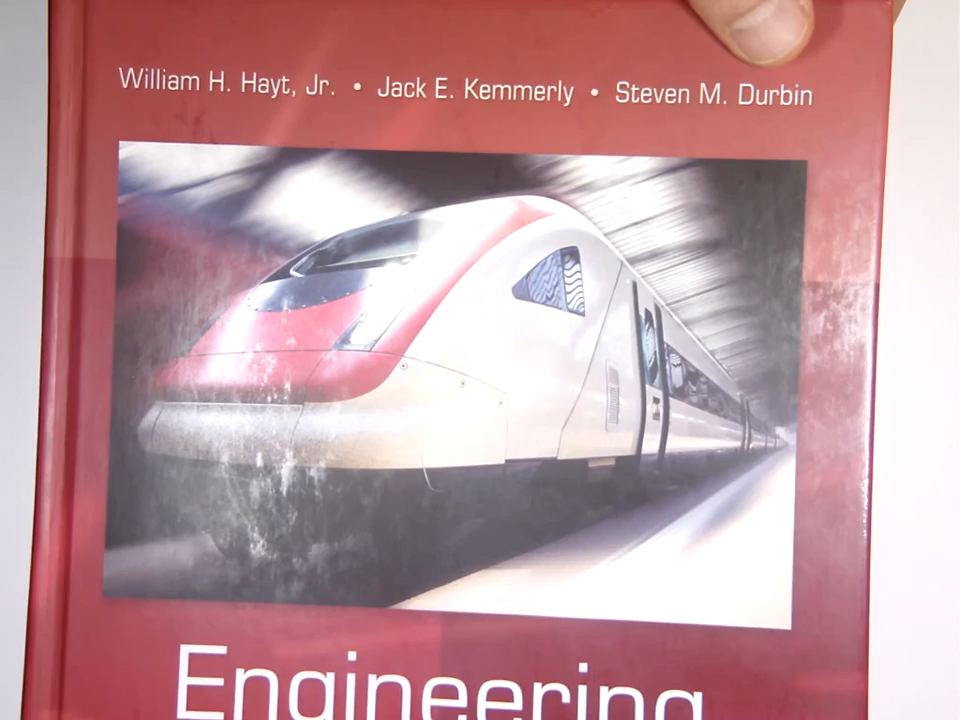 William H. Hayt, Jr. • Jack E. Kemmerly • Steven M. Durbin
Engineering